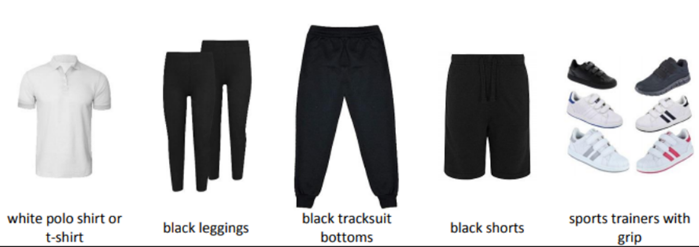 white polo shirt or
t-shirt
black leggings
black tracksuit
bottoms
black shorts
sports trainers with
grip